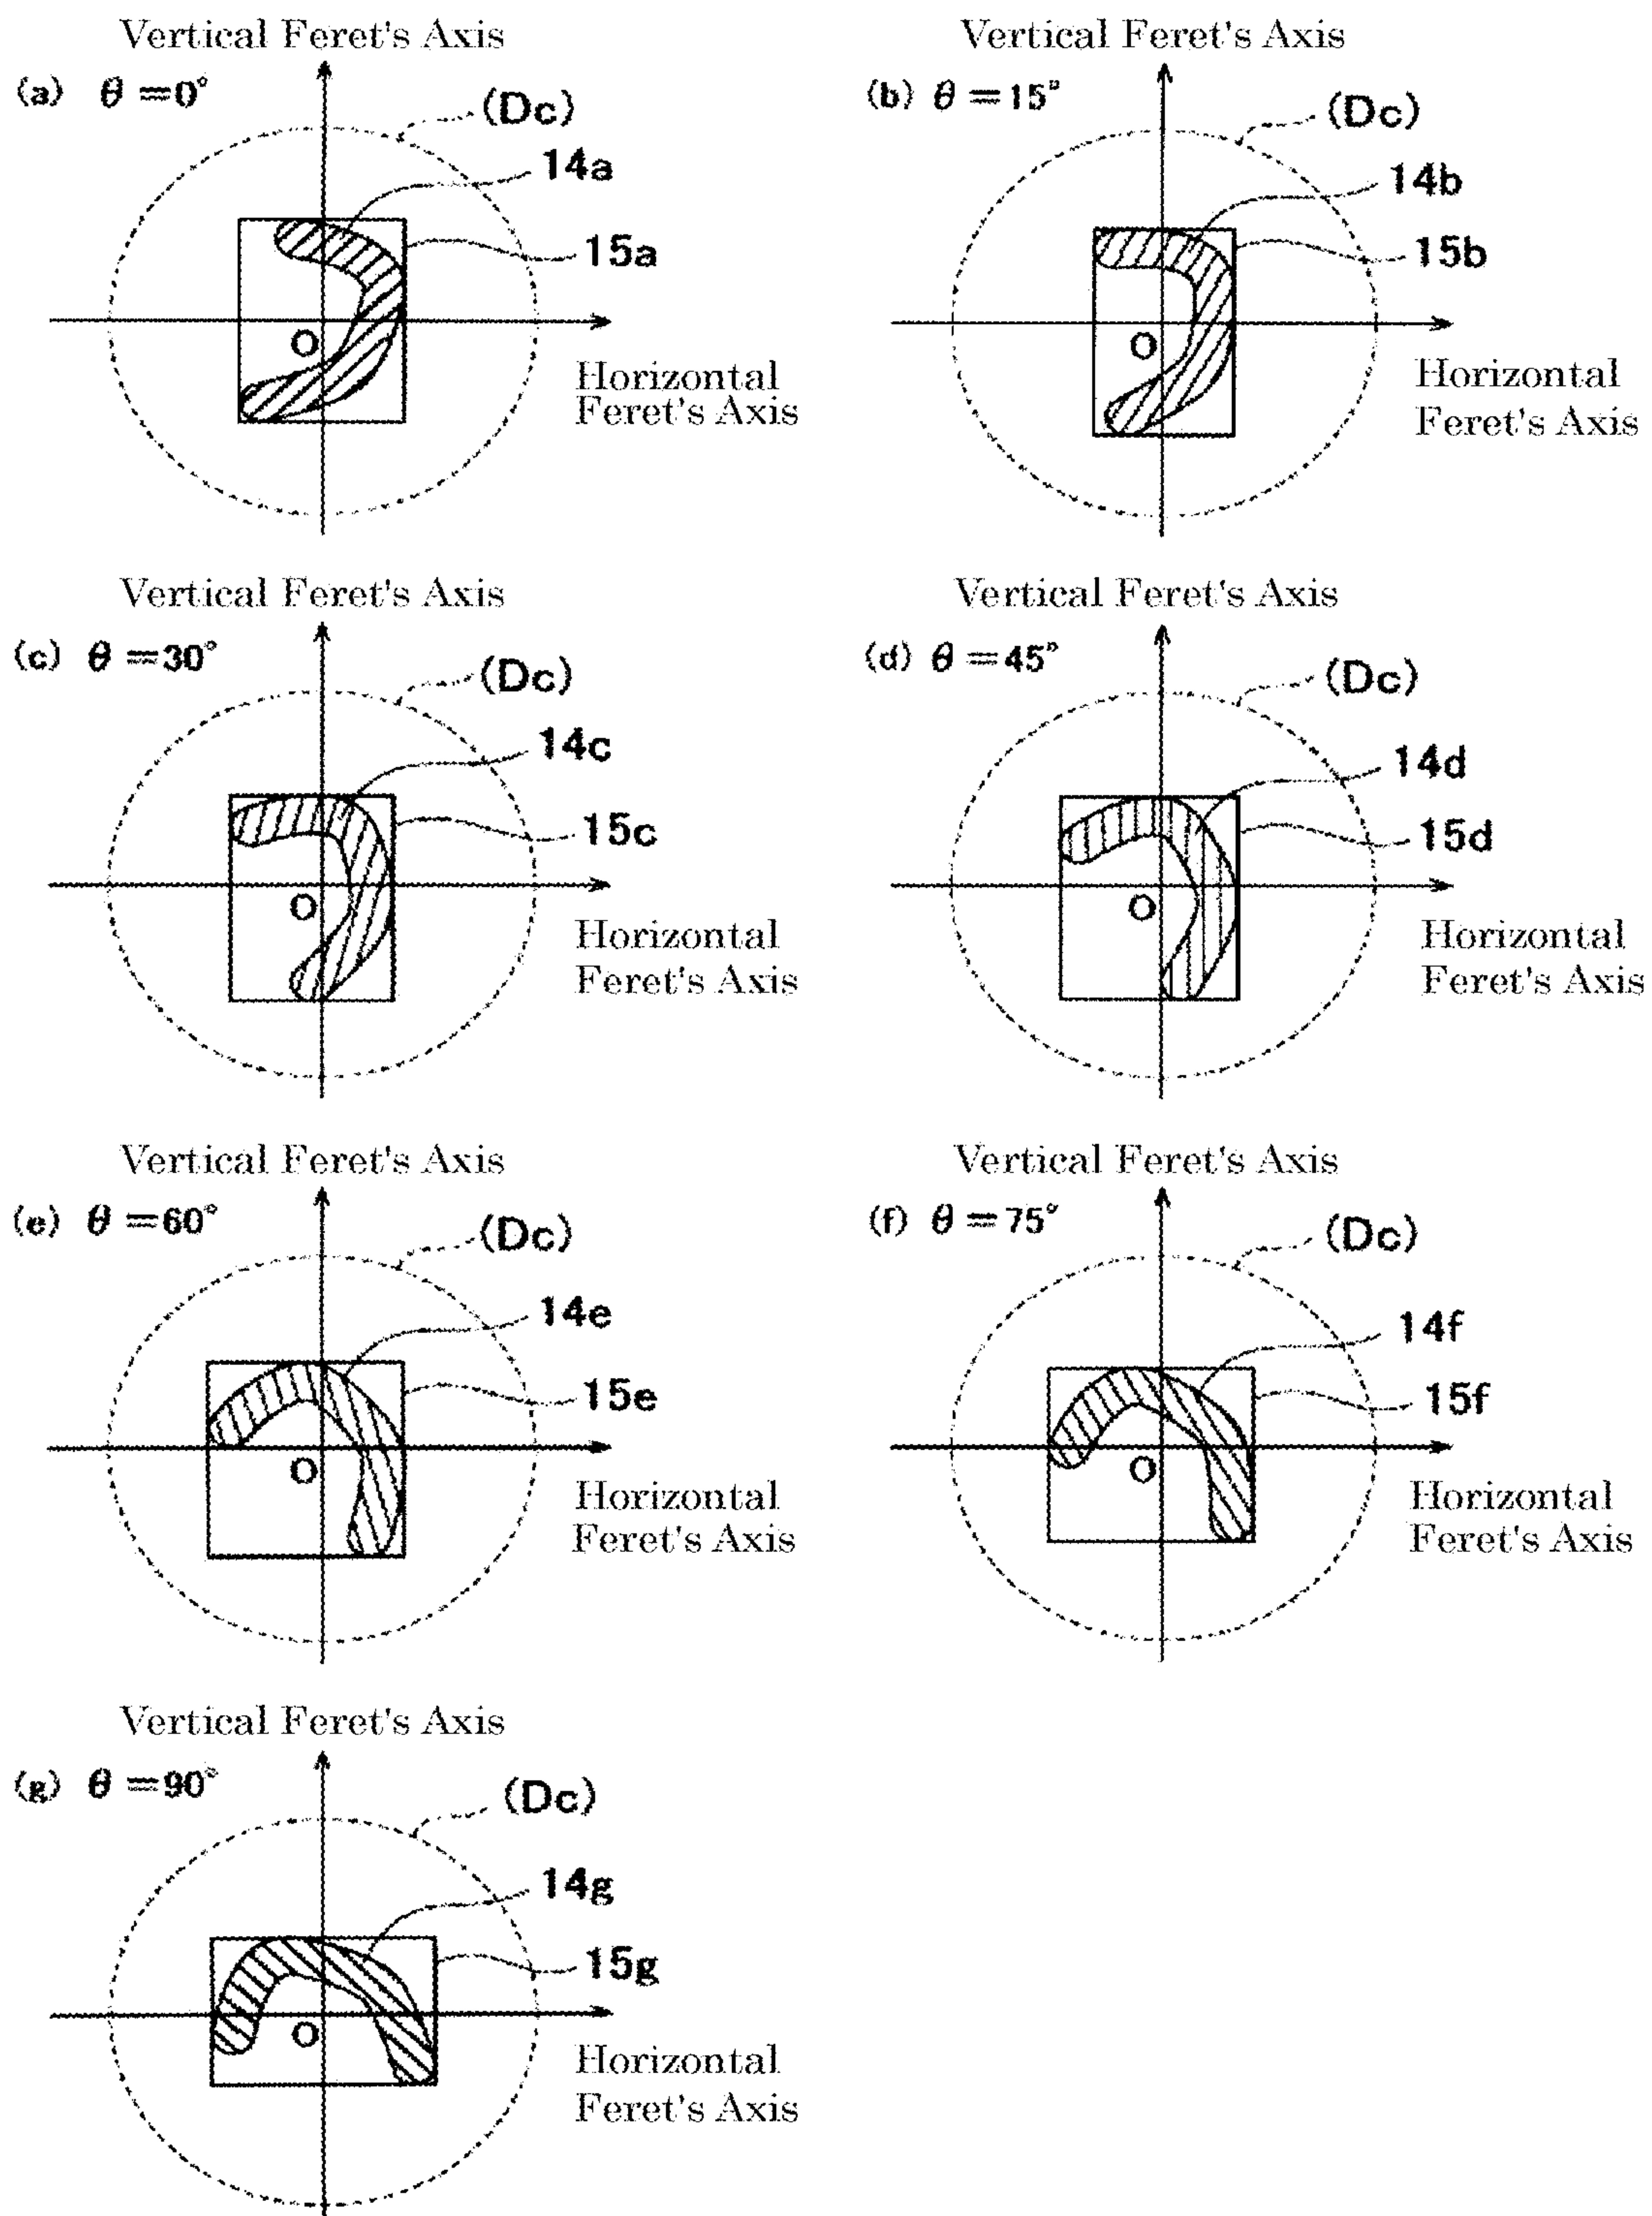 Vertical Feret's Axis
(a) θ =0°
(Dc)
14a
15a
O
Horizontal
Feret's Axis
Vertical Feret's Axis
(b) θ =15°
(Dc)
14b
15b
O
Horizontal
Feret's Axis
Vertical Feret's Axis
(c) θ =30°
(Dc)
14c
15c
O
Horizontal
Feret's Axis
Vertical Feret's Axis
(d) θ =45°
(Dc)
14d
15d
O
Horizontal
Feret's Axis
Vertical Feret's Axis
(e) θ =60°
(Dc)
14e
15e
O
Horizontal
Feret's Axis
Vertical Feret's Axis
(f) θ =75°
(Dc)
14f
15f
O
Horizontal
Feret's Axis
Vertical Feret's Axis
(g) θ =90°
(Dc)
14g
15g
O
Horizontal
Feret's Axis